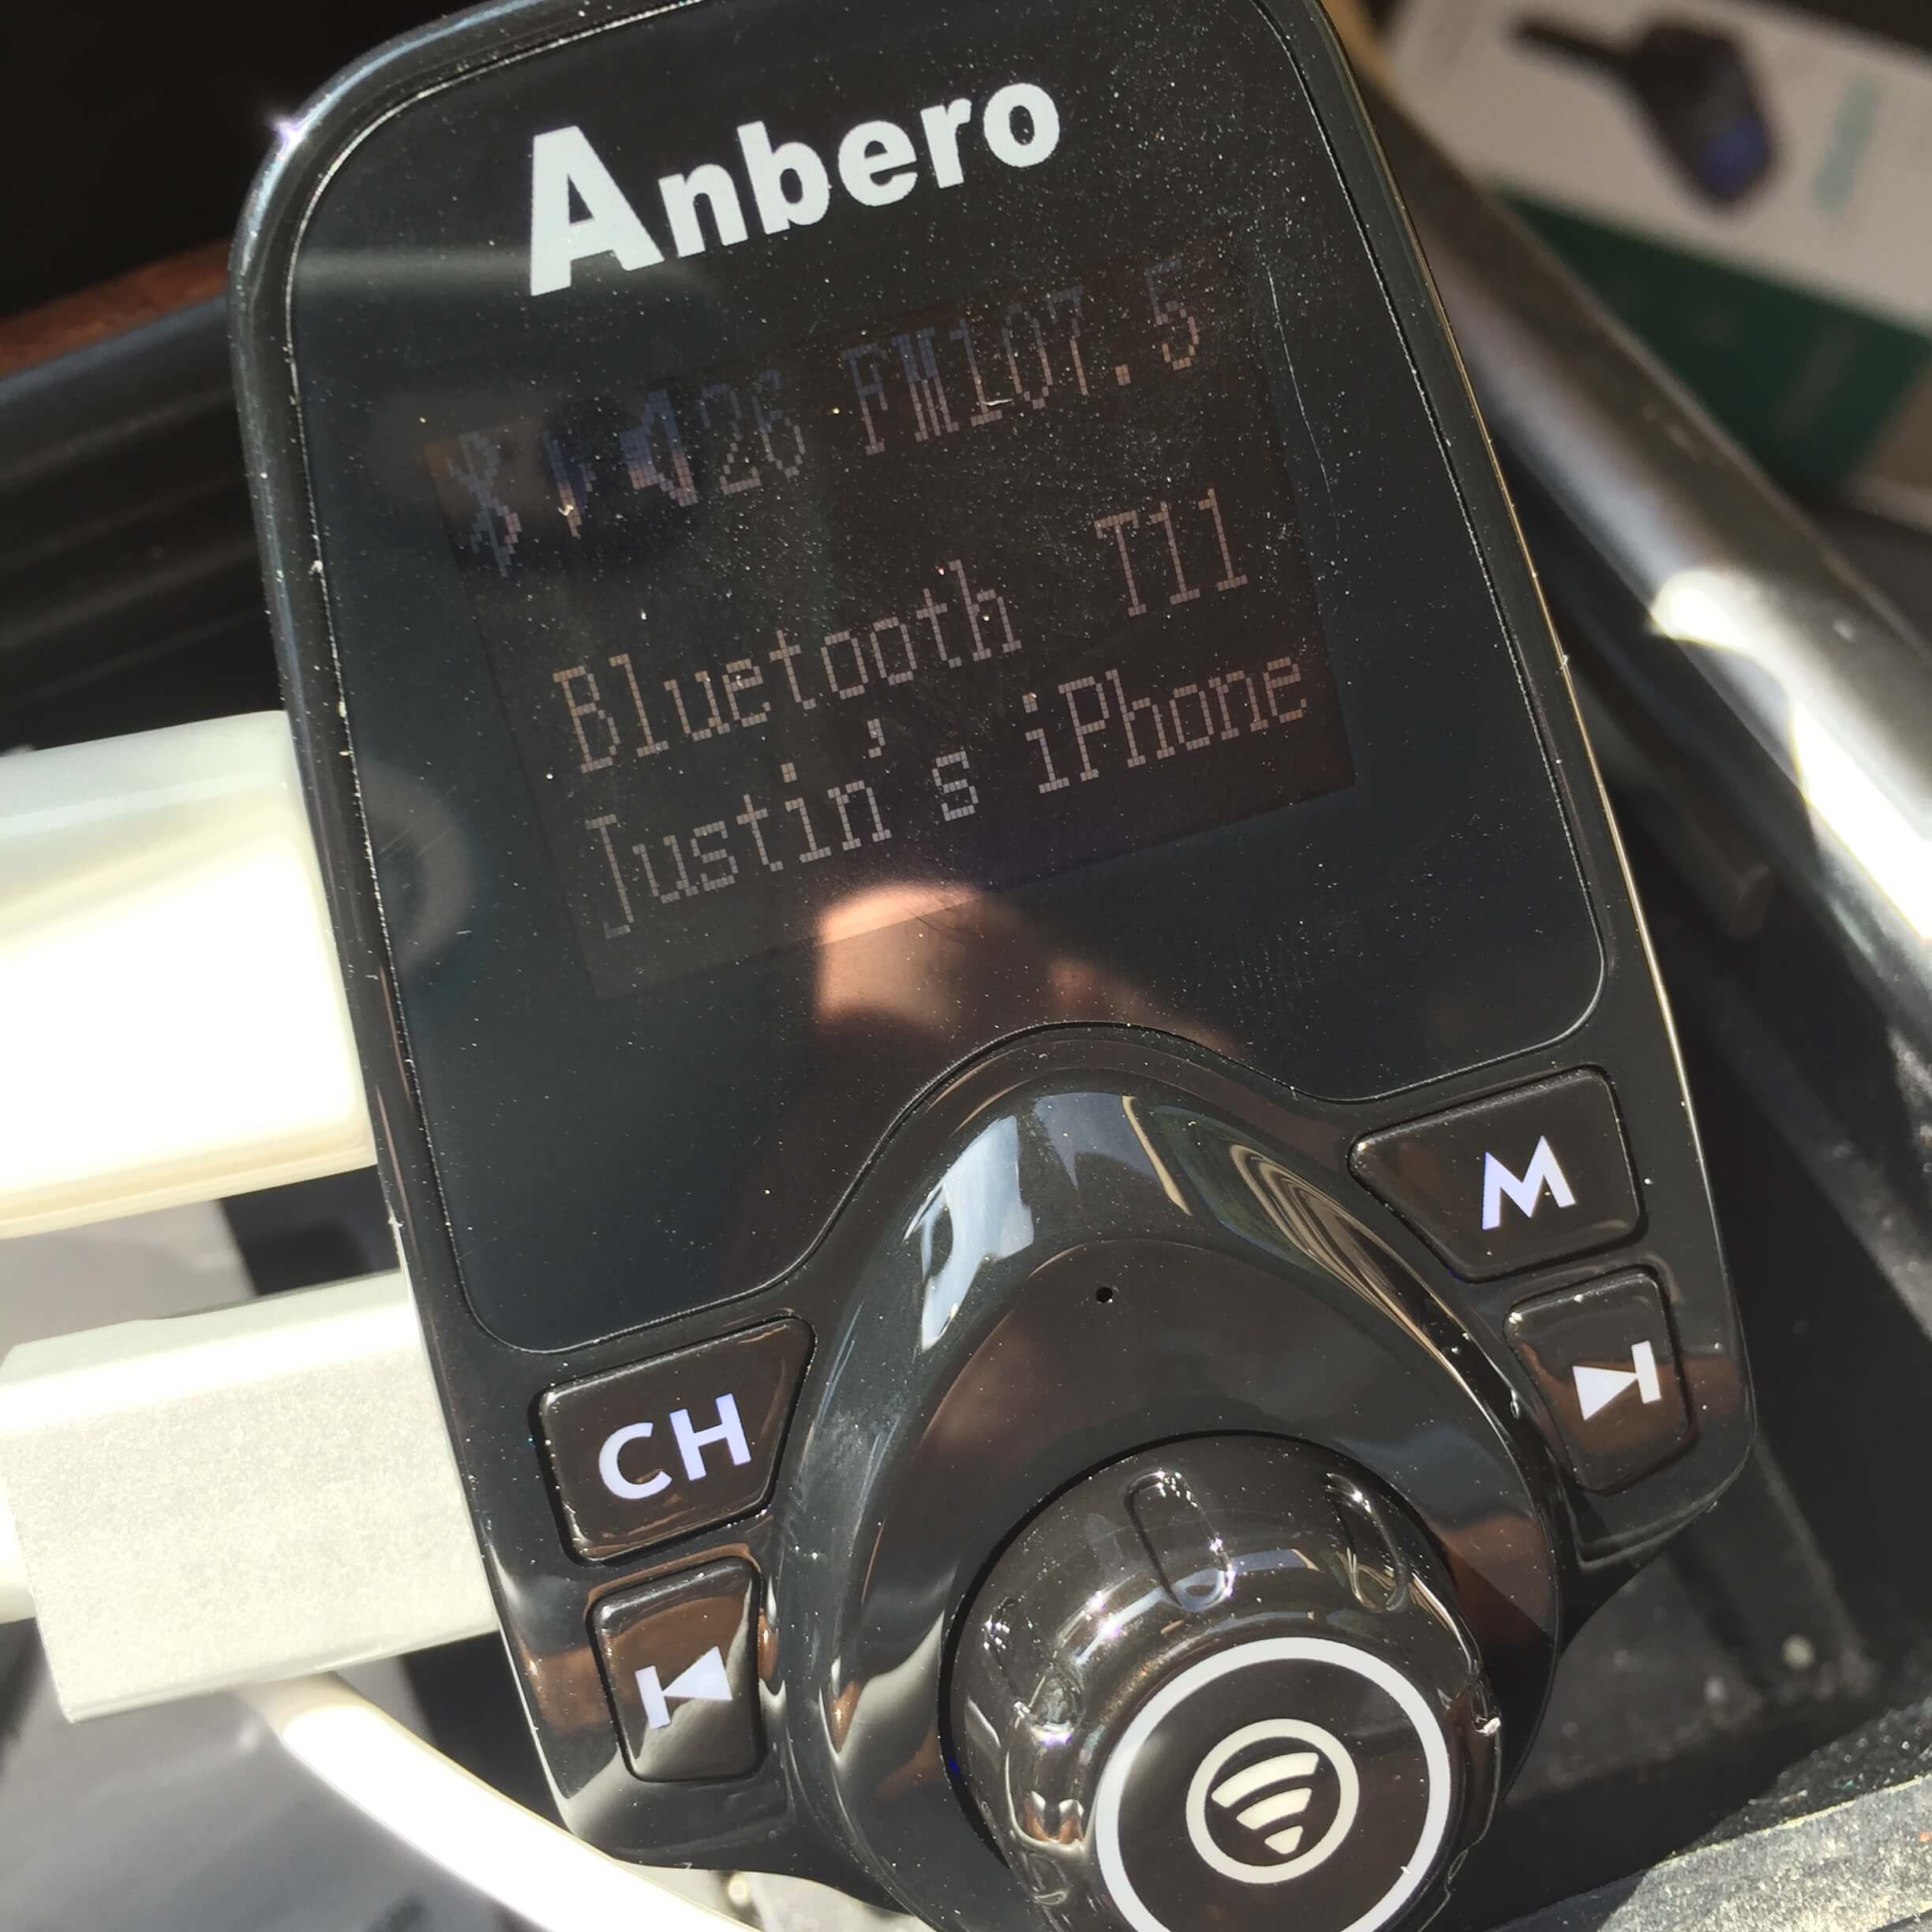 Anbero
26 FM107.5
Bluetooth T11
Justin's iPhone
M
CH